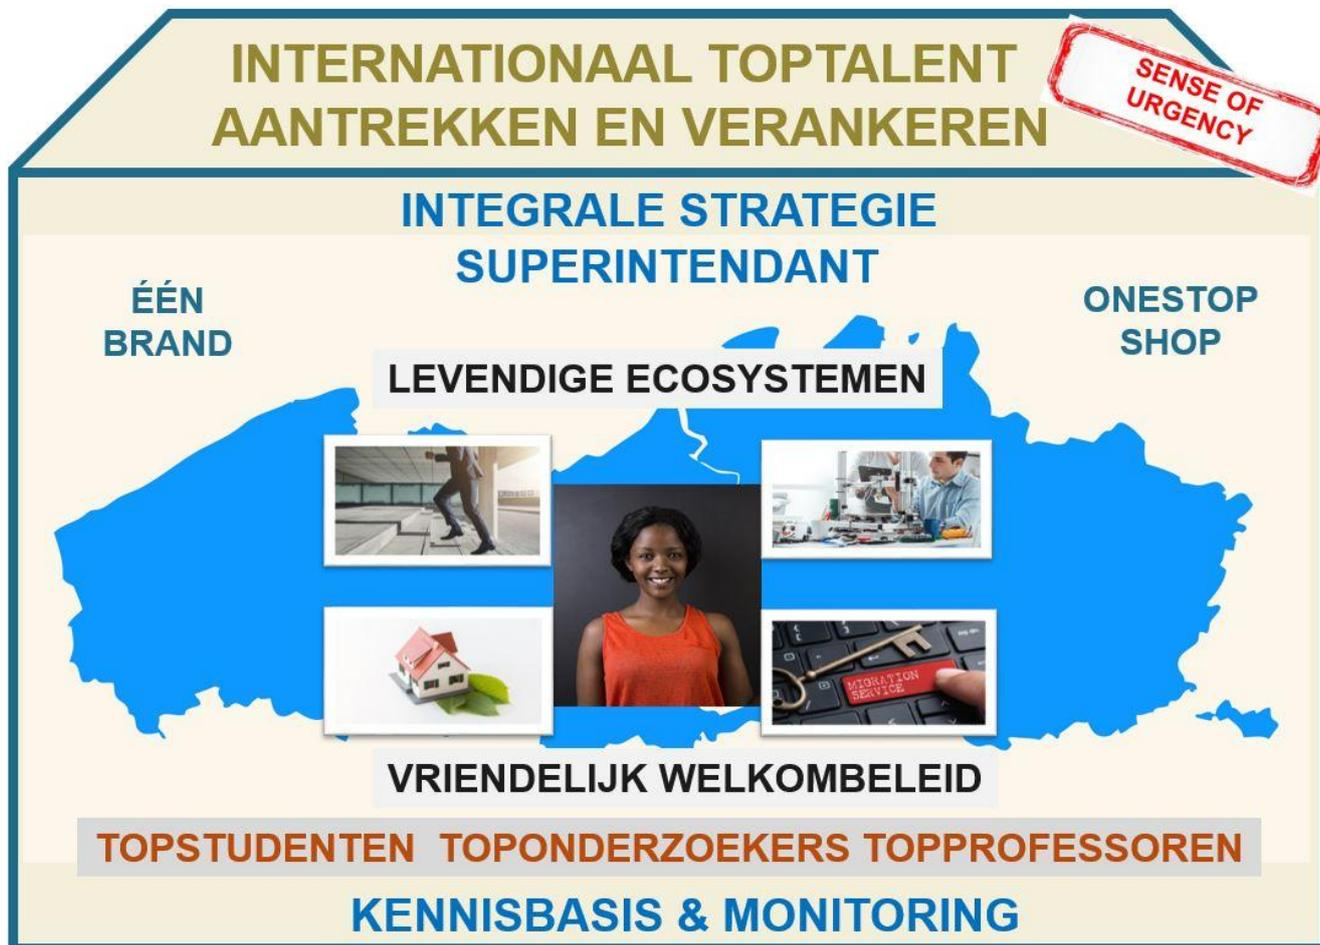 INTERNATIONAAL TOPTALENT
AANTREKKEN EN VERANKEREN
SENSE OF
URGENCY
INTEGRALE STRATEGIE
SUPERINTENDANT
ÉÉN
BRAND
ONESTOP
SHOP
LEVENDIGE ECOSYSTEMEN
MIGRATION
SERVICE
VRIENDELIJK WELKOMBELEID
TOPSTUDENTEN TOPONDERZOEKERS TOPPROFESSOREN
KENNISBASIS & MONITORING